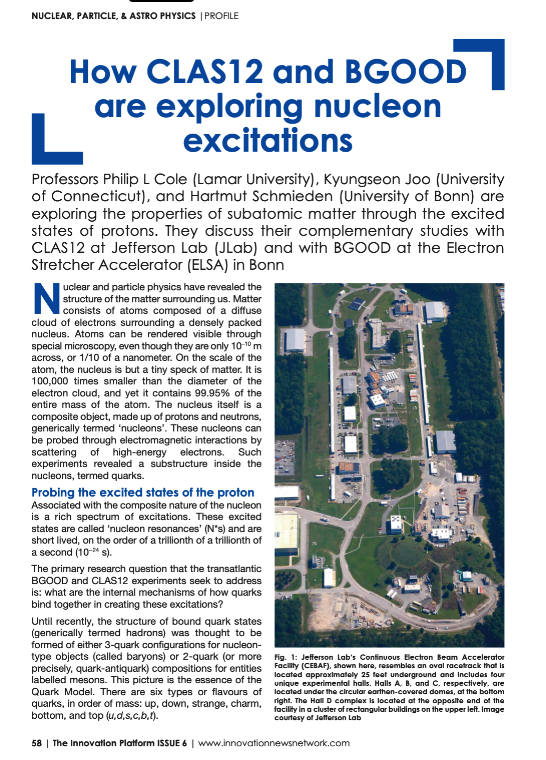 NUCLEAR, PARTICLE, & ASTRO PHYSICS | PROFILE
How CLAS12 and BGOOD
are exploring nucleon
excitations
Professors Philip L Cole (Lamar University), Kyungseon Joo (University
of Connecticut), and Hartmut Schmieden (University of Bonn) are
exploring the properties of subatomic matter through the excited
states of protons. They discuss their complementary studies with
CLAS12 at Jefferson Lab (JLab) and with BGOOD at the Electron
Stretcher Accelerator (ELSA) in Bonn
Nuclear and particle physics have revealed the
structure of the matter surrounding us. Matter
consists of atoms composed of a diffuse
cloud of electrons surrounding a densely packed
nucleus. Atoms can be rendered visible through
special microscopy, even though they are only 10⁻¹⁰ m
across, or 1/10 of a nanometer. On the scale of the
atom, the nucleus is but a tiny speck of matter. It is
100,000 times smaller than the diameter of the
electron cloud, and yet it contains 99.95% of the
entire mass of the atom. The nucleus itself is a
composite object, made up of protons and neutrons,
generically termed ‘nucleons’. These nucleons can
be probed through electromagnetic interactions by
scattering of high-energy electrons. Such
experiments revealed a substructure inside the
nucleons, termed quarks.
Probing the excited states of the proton
Associated with the composite nature of the nucleon
is a rich spectrum of excitations. These excited
states are called ‘nucleon resonances’ (N*s) and are
short lived, on the order of a trillionth of a trillionth of
a second (10⁻²⁴ s).
The primary research question that the transatlantic
BGOOD and CLAS12 experiments seek to address
is: what are the internal mechanisms of how quarks
bind together in creating these excitations?
Until recently, the structure of bound quark states
(generically termed hadrons) was thought to be
formed of either 3-quark configurations for nucleon-
type objects (called baryons) or 2-quark (or more
precisely, quark-antiquark) compositions for entities
labelled mesons. This picture is the essence of the
Quark Model. There are six types or flavours of
quarks, in order of mass: up, down, strange, charm,
bottom, and top (u,d,s,c,b,t).
Fig. 1: Jefferson Lab's Continuous Electron Beam Accelerator
Facility (CEBAF), shown here, resembles an oval racetrack that is
located approximately 25 feet underground and includes four
unique experimental halls. Halls A, B, and C, respectively, are
located under the circular earthen-covered domes, at the bottom
right. The Hall D complex is located at the opposite end of the
facility in a cluster of rectangular buildings on the upper left. Image
courtesy of Jefferson Lab
58 | The Innovation Platform ISSUE 6 | www.innovationnewsnetwork.com